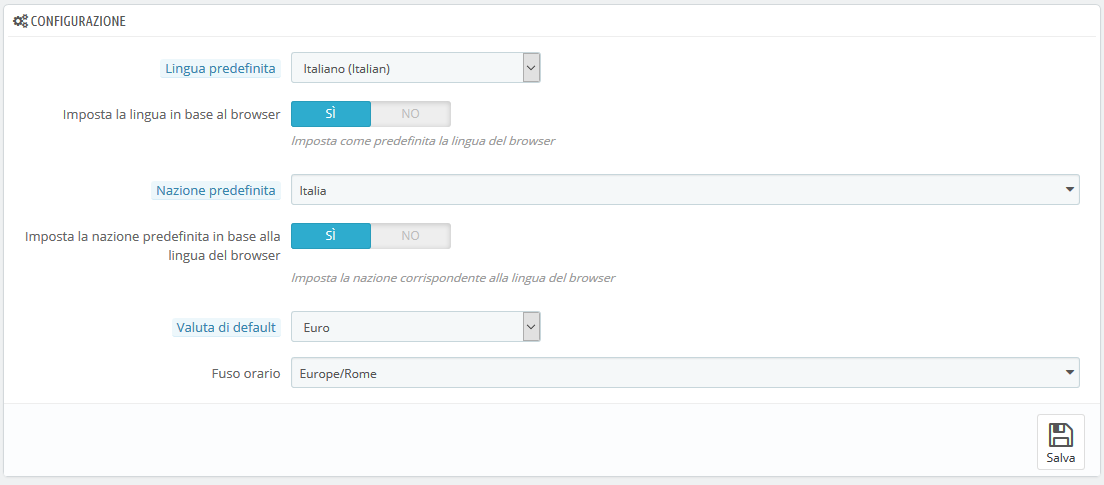 CONFIGURAZIONE
Lingua predefinita
Italiano (Italian)
Imposta la lingua in base al browser
SÌ
NO
Imposta come predefinita la lingua del browser
Nazione predefinita
Italia
Imposta la nazione predefinita in base alla
lingua del browser
SÌ
NO
Imposta la nazione corrispondente alla lingua del browser
Valuta di default
Euro
Fuso orario
Europe/Rome
Salva